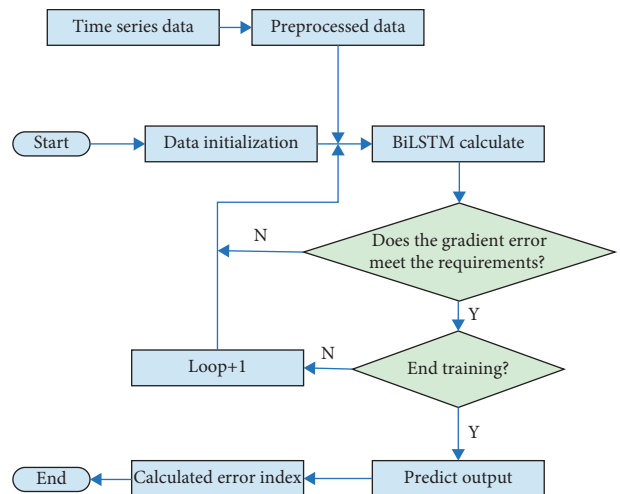 Time series data
Preprocessed data
Start
Data initialization
BiLSTM calculate
N
Does the gradient error
meet the requirements?
Y
Loop+1
N
End training?
Y
End
Calculated error index
Predict output